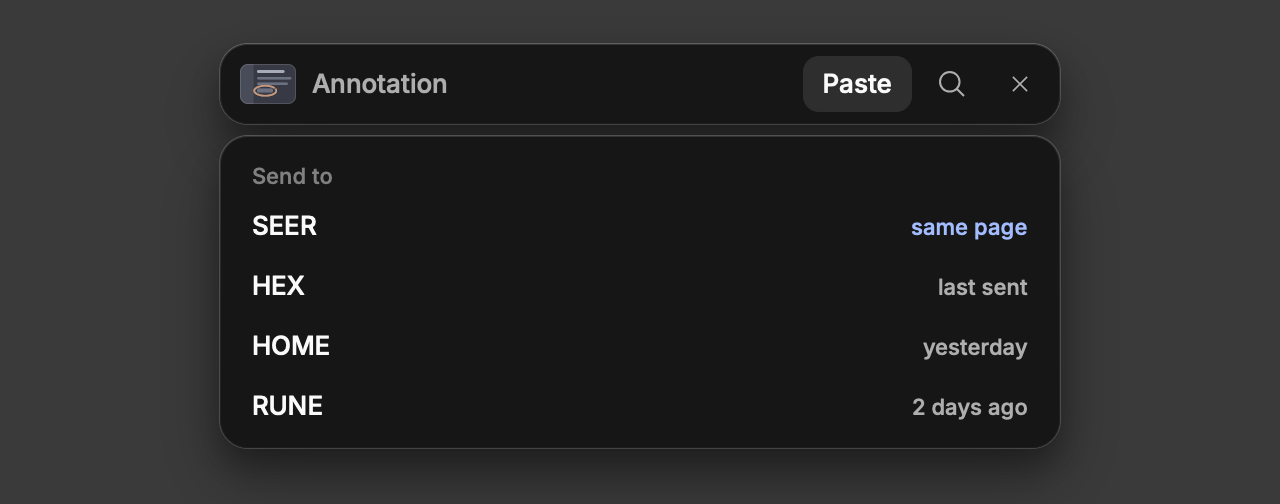 Annotation Paste
Send to
SEER same page
HEX last sent
HOME yesterday
RUNE 2 days ago